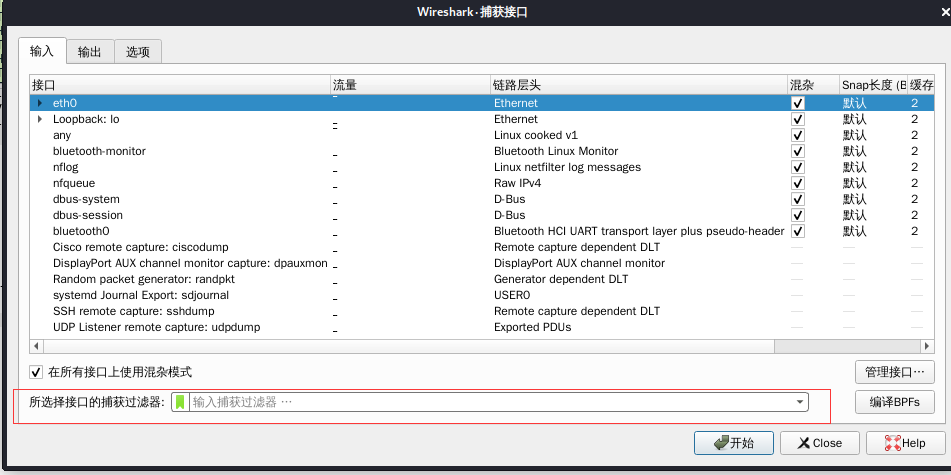 Wireshark · 捕获接口
输入 输出 选项
接口 流量 链路层头 混杂 Snap长度 (B 缓存
eth0 Ethernet 默认 2
Loopback: lo Ethernet 默认 2
any Linux cooked v1 默认 2
bluetooth-monitor Bluetooth Linux Monitor 默认 2
nflog Linux netfilter log messages 默认 2
nfqueue Raw IPv4 默认 2
dbus-system D-Bus 默认 2
dbus-session D-Bus 默认 2
bluetooth0 Bluetooth HCI UART transport layer plus pseudo-header 默认 2
Cisco remote capture: ciscodump Remote capture dependent DLT — —
DisplayPort AUX channel monitor capture: dpauxmon DisplayPort AUX channel monitor — —
Random packet generator: randpkt Generator dependent DLT — —
systemd Journal Export: sdjournal USER0 — —
SSH remote capture: sshdump Remote capture dependent DLT — —
UDP Listener remote capture: udpdump Exported PDUs — —
在所有接口上使用混杂模式 管理接口…
所选择接口的捕获过滤器: 输入捕获过滤器 … 编译BPFs
开始 Close Help